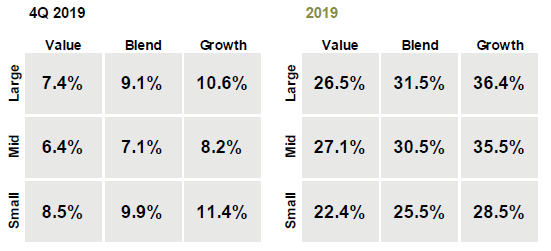 4Q 2019
Value Blend Growth
Large 7.4% 9.1% 10.6%
Mid 6.4% 7.1% 8.2%
Small 8.5% 9.9% 11.4%
2019
Value Blend Growth
Large 26.5% 31.5% 36.4%
Mid 27.1% 30.5% 35.5%
Small 22.4% 25.5% 28.5%